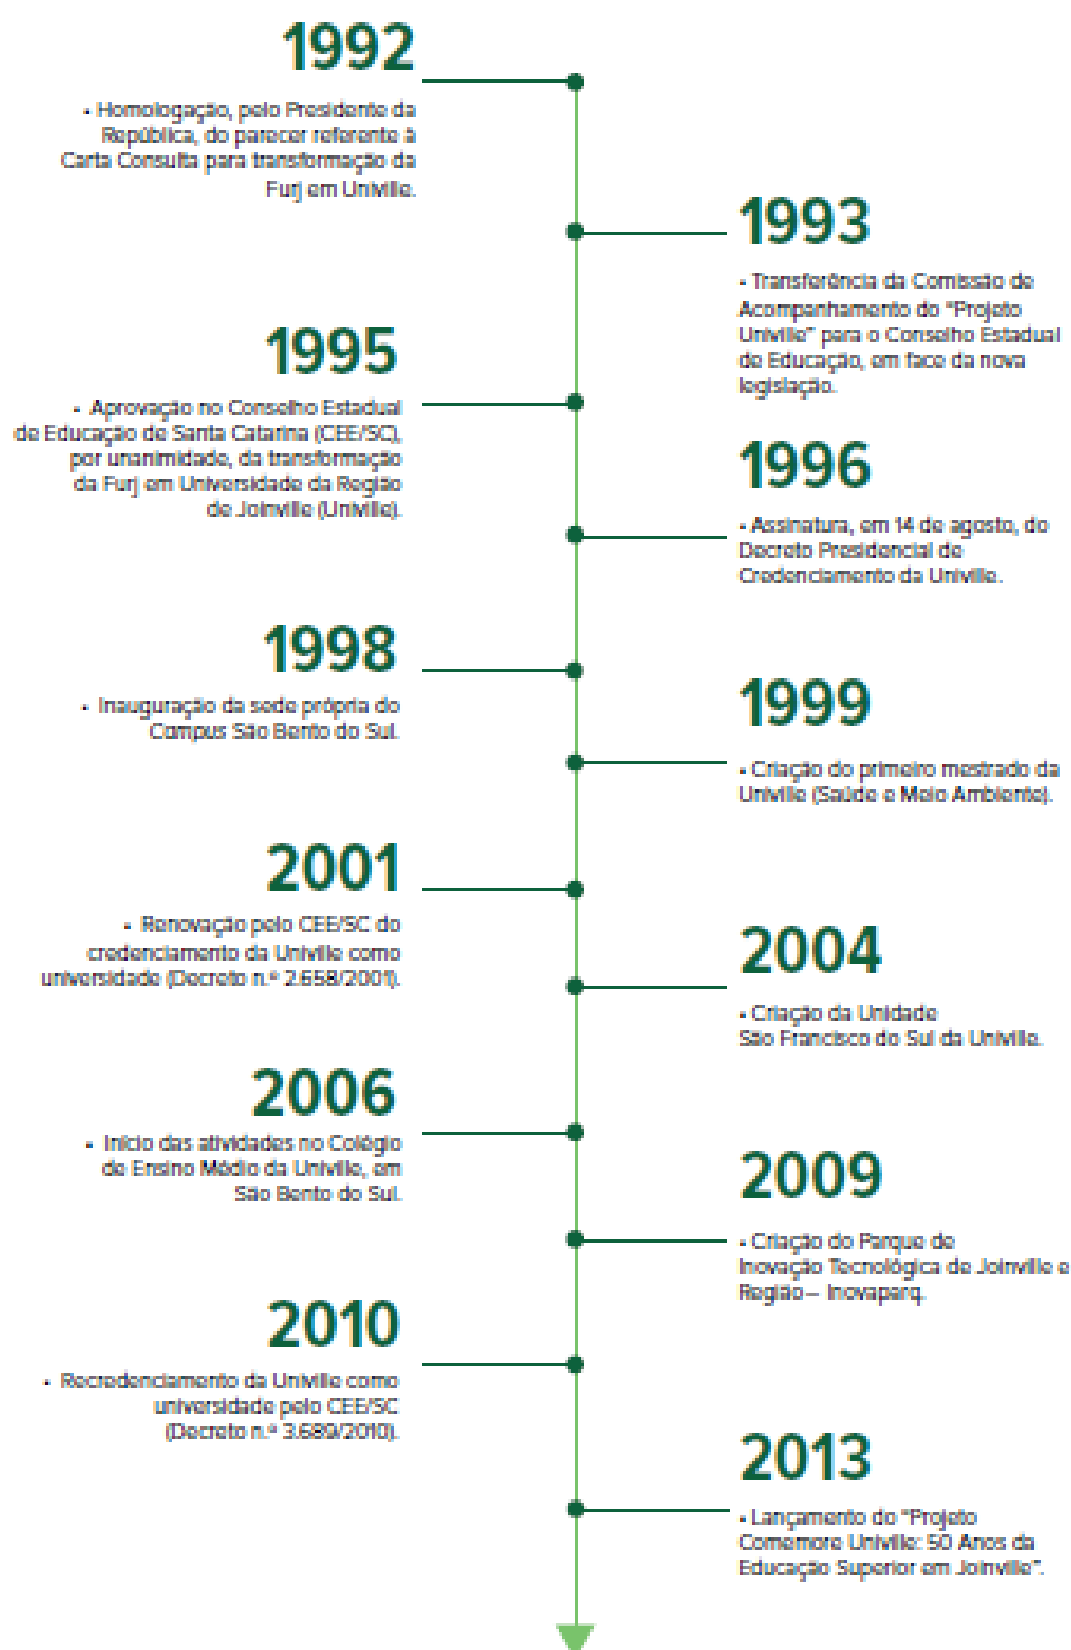 1992
• Homologação, pelo Presidente da
República, do parecer referente à
Carta Consulta para transformação da
Furj em Univille.
1993
• Transferência da Comissão de
Acompanhamento do "Projeto
Univille" para o Conselho Estadual
de Educação, em face da nova
legislação.
1995
• Aprovação no Conselho Estadual
de Educação de Santa Catarina (CEE/SC),
por unanimidade, da transformação
da Furj em Universidade da Região
de Joinville (Univille).
1996
• Assinatura, em 14 de agosto, do
Decreto Presidencial de
Credenciamento da Univille.
1998
• Inauguração da sede própria do
Campus São Bento do Sul.
1999
• Criação do primeiro mestrado da
Univille (Saúde e Meio Ambiente).
2001
• Renovação pelo CEE/SC do
credenciamento da Univille como
universidade (Decreto n.º 2.658/2001).
2004
• Criação da Unidade
São Francisco do Sul da Univille.
2006
• Início das atividades no Colégio
de Ensino Médio da Univille, em
São Bento do Sul.
2009
• Criação do Parque de
Inovação Tecnológica de Joinville e
Região – Inovaparq.
2010
• Recredenciamento da Univille como
universidade pelo CEE/SC
(Decreto n.º 3.689/2010).
2013
• Lançamento do "Projeto
Comemore Univille: 50 Anos da
Educação Superior em Joinville".